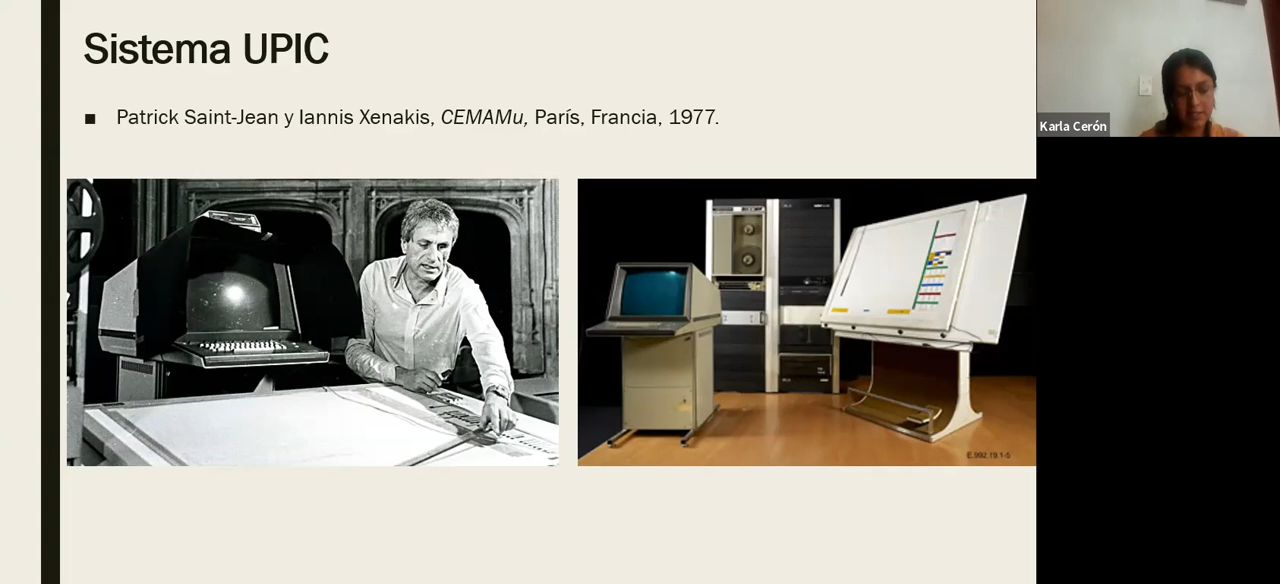 Sistema UPIC
▪ Patrick Saint-Jean y Iannis Xenakis, CEMAMu, París, Francia, 1977.
Karla Cerón
E.992.19.1-5